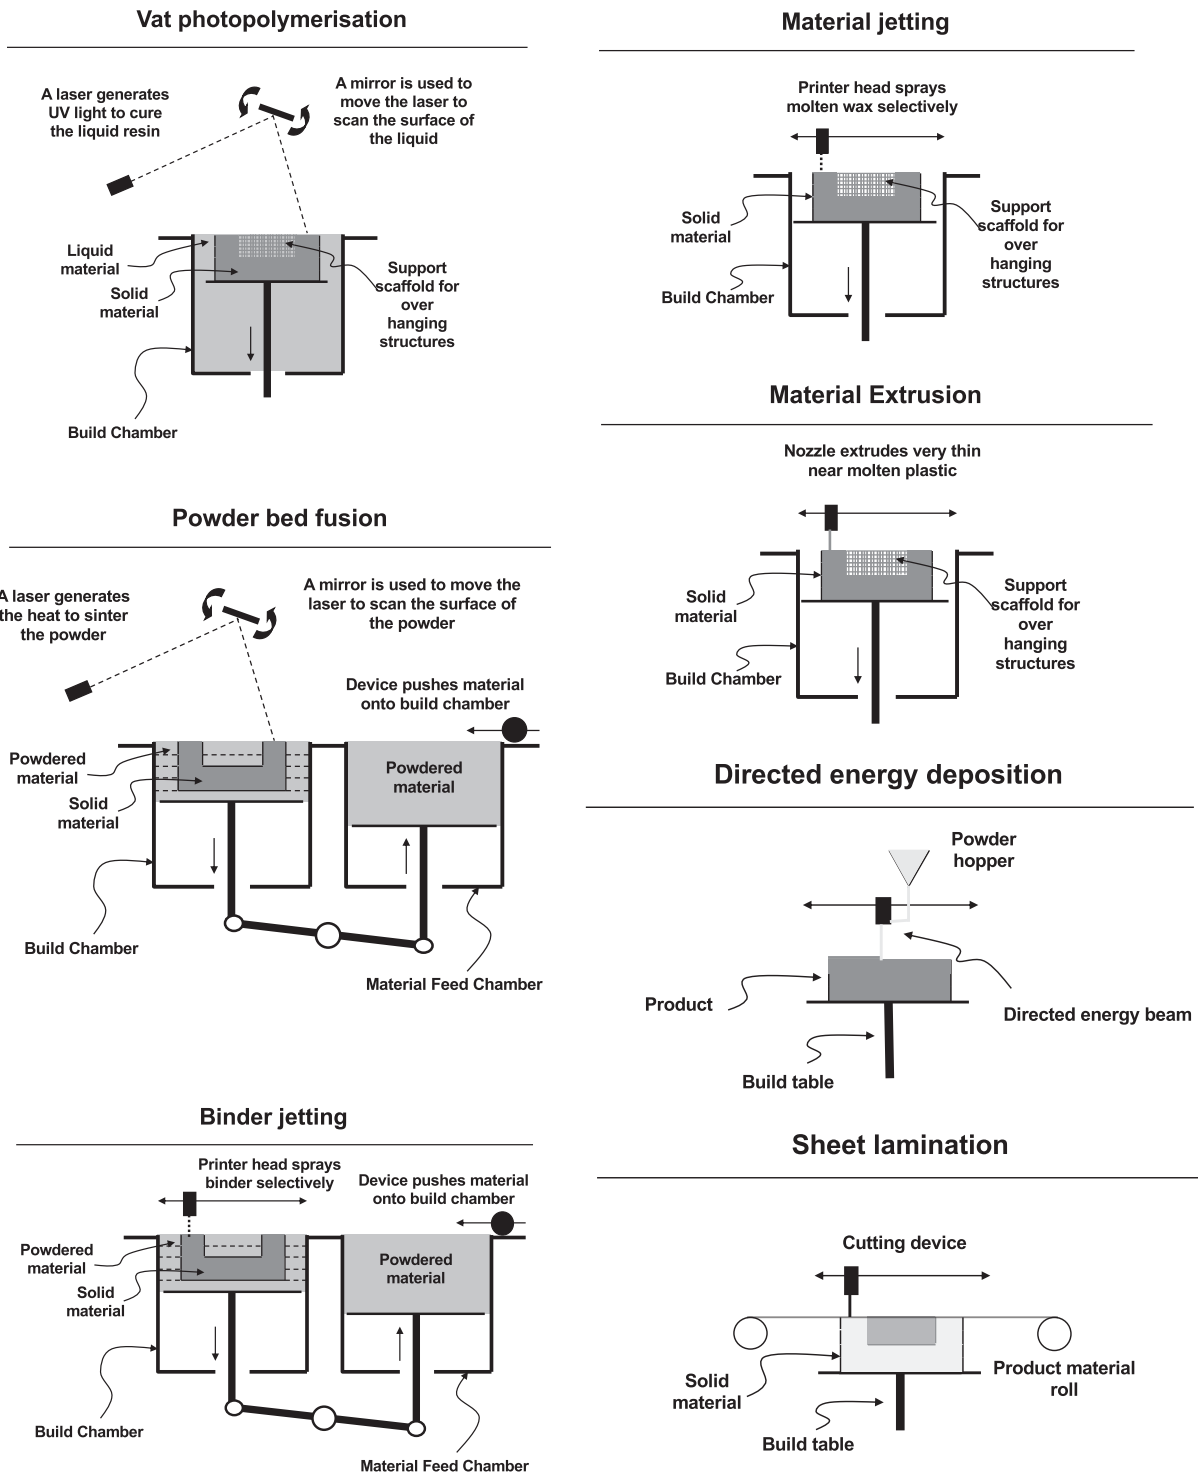 Vat photopolymerisation
A laser generates
UV light to cure
the liquid resin
A mirror is used to
move the laser to
scan the surface of
the liquid
Liquid
material
Solid
material
Support
scaffold for
over
hanging
structures
Build Chamber
Powder bed fusion
A laser generates
the heat to sinter
the powder
A mirror is used to move the
laser to scan the surface of
the powder
Device pushes material
onto build chamber
Powdered
material
Solid
material
Powdered
material
Build Chamber
Material Feed Chamber
Binder jetting
Printer head sprays
binder selectively
Device pushes material
onto build chamber
Powdered
material
Solid
material
Powdered
material
Build Chamber
Material Feed Chamber
Material jetting
Printer head sprays
molten wax selectively
Solid
material
Support
scaffold for
over
hanging
structures
Build Chamber
Material Extrusion
Nozzle extrudes very thin
near molten plastic
Solid
material
Support
scaffold for
over
hanging
structures
Build Chamber
Directed energy deposition
Powder
hopper
Product
Directed energy beam
Build table
Sheet lamination
Cutting device
Solid
material
Product material
roll
Build table